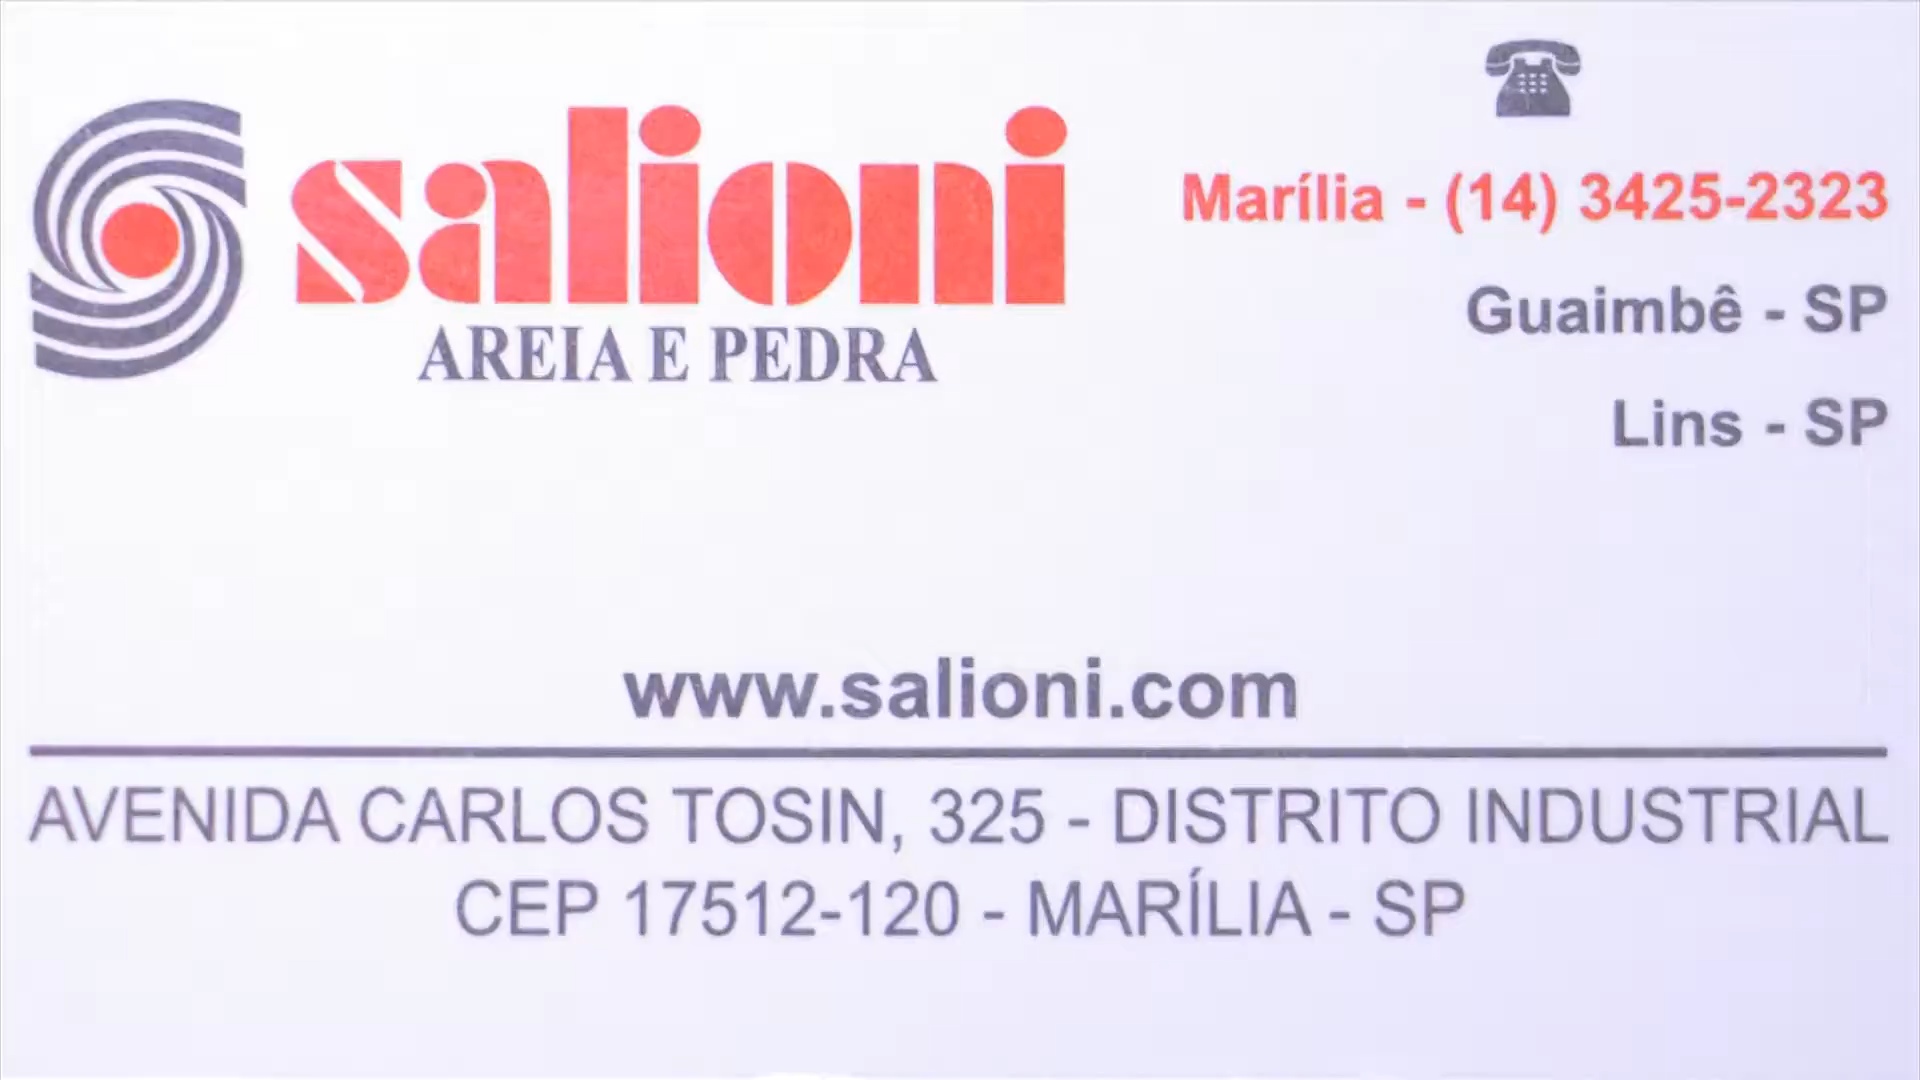 salioni
AREIA E PEDRA
Marília - (14) 3425-2323
Guaimbê - SP
Lins - SP
www.salioni.com
AVENIDA CARLOS TOSIN, 325 - DISTRITO INDUSTRIAL
CEP 17512-120 - MARÍLIA - SP